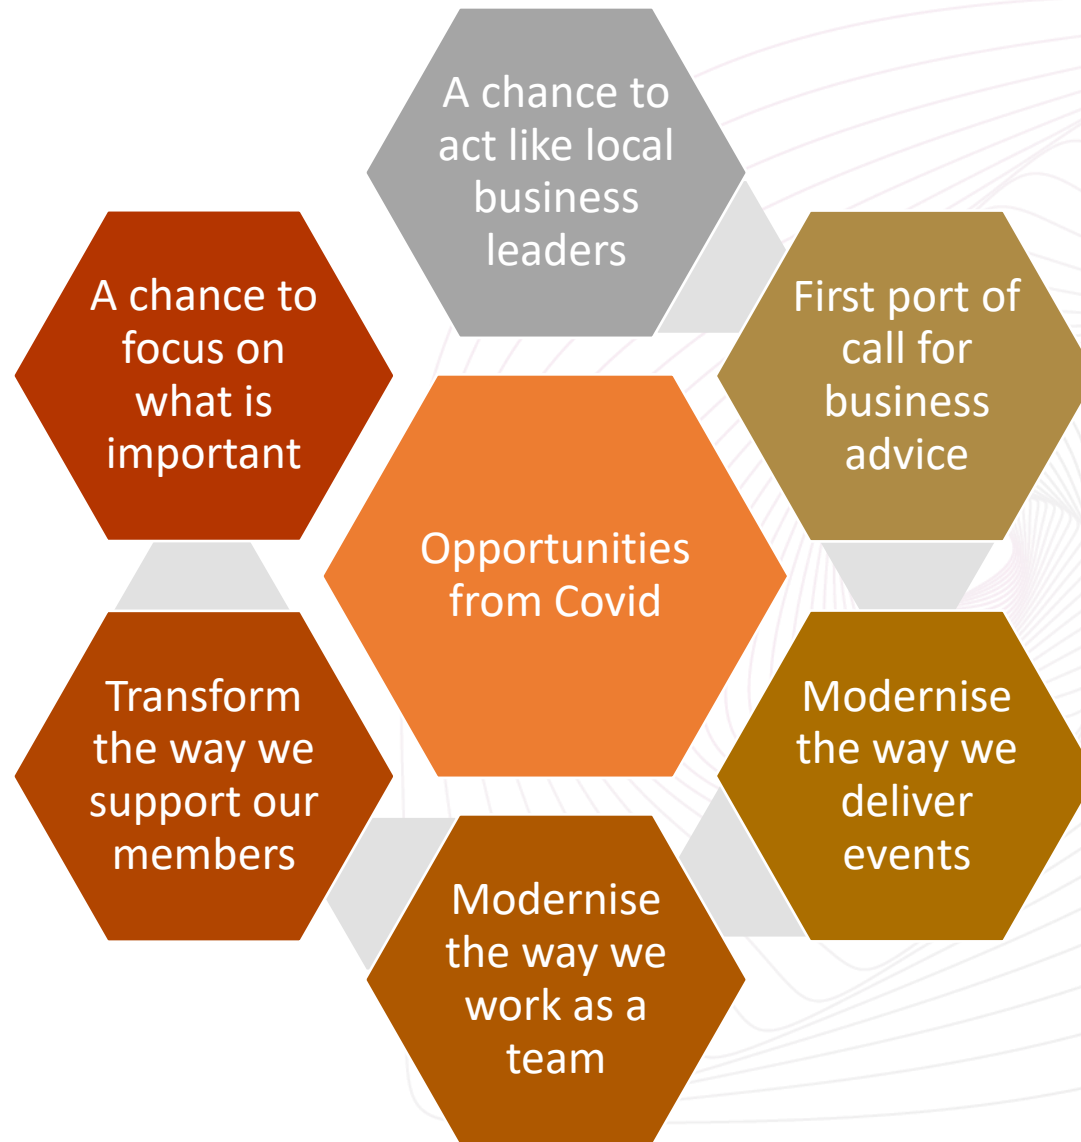 A chance to
act like local
business
leaders
First port of
call for
business
advice
Modernise
the way we
deliver
events
Modernise
the way we
work as a
team
Transform
the way we
support our
members
A chance to
focus on
what is
important
Opportunities
from Covid